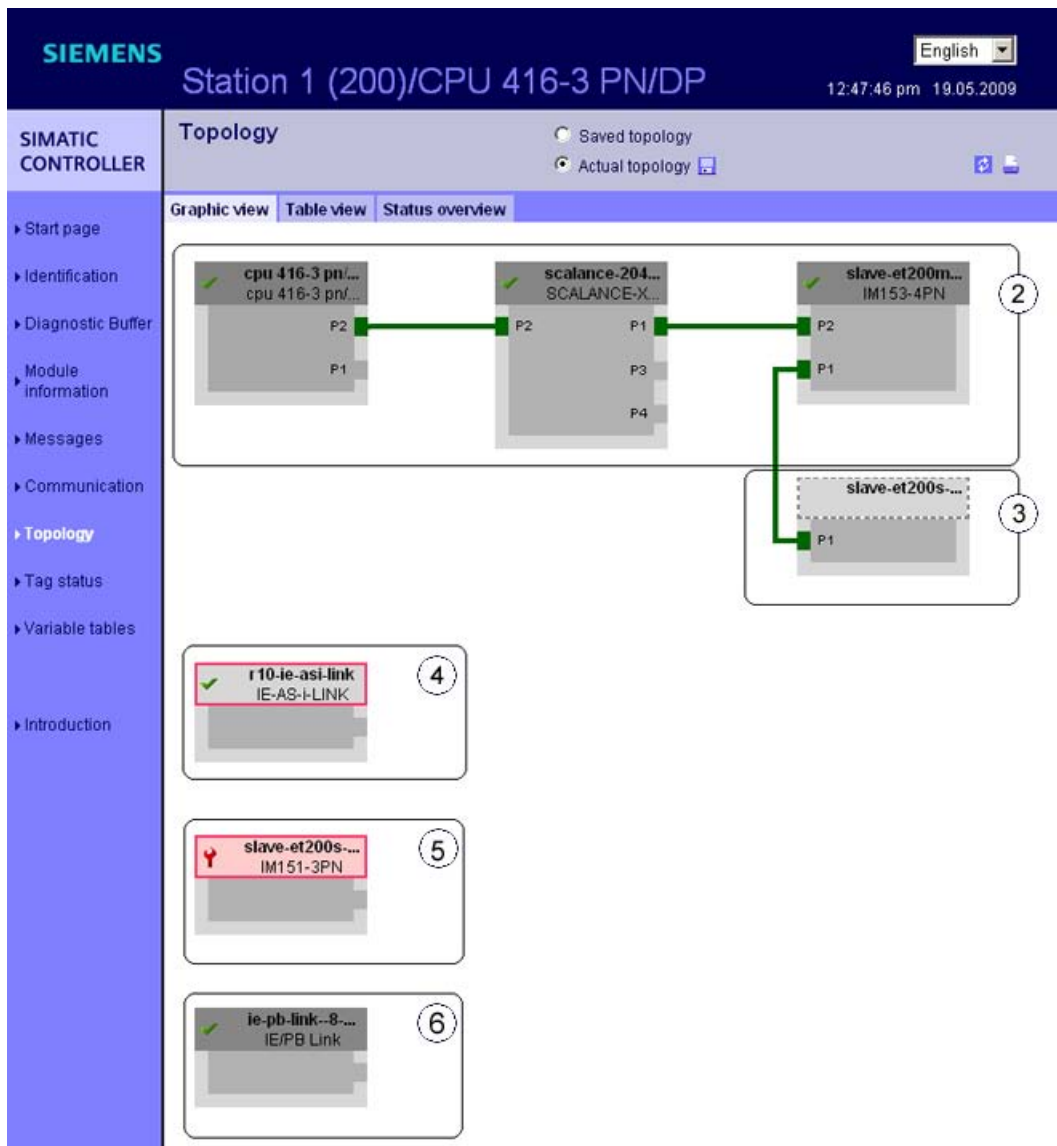 SIEMENS
Station 1 (200)/CPU 416-3 PN/DP
English
12:47:46 pm 19.05.2009
SIMATIC
CONTROLLER
Topology
Saved topology
Actual topology
Start page
Identification
Diagnostic Buffer
Module
information
Messages
Communication
Topology
Tag status
Variable tables
Introduction
Graphic view
Table view
Status overview
cpu 416-3 pn/...
cpu 416-3 pn/...
P2
P1
scalance-204...
SCALANCE-X...
P2
P1
P3
P4
slave-et200m...
IM153-4PN
P2
P1
2
slave-et200s-...
P1
3
r10-ie-asi-link
IE-AS-i-LINK
4
slave-et200s-...
IM151-3PN
5
ie-pb-link--8-...
IE/PB Link
6